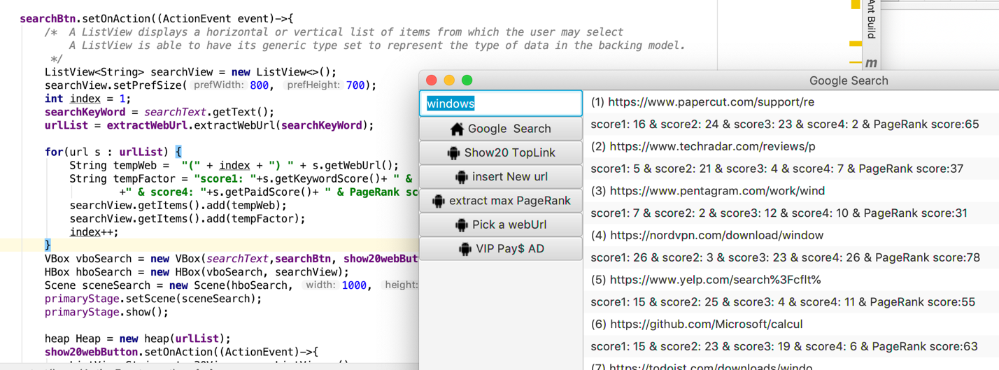 searchBtn.setOnAction((ActionEvent event)->{
/* A ListView displays a horizontal or vertical list of items from which the user may select
A ListView is able to have its generic type set to represent the type of data in the backing model.
*/
ListView<String> searchView = new ListView<>();
searchView.setPrefSize( prefWidth: 800, prefHeight: 700);
int index = 1;
searchKeyWord = searchText.getText();
urlList = extractWebUrl.extractWebUrl(searchKeyWord);
for(url s : urlList) {
String tempWeb = "(" + index + ") " + s.getWebUrl();
String tempFactor = "score1: "+s.getKeywordScore()+ " &
+" & score4: "+s.getPaidScore()+ " & PageRank sc
searchView.getItems().add(tempWeb);
searchView.getItems().add(tempFactor);
index++;
}
VBox vboSearch = new VBox(searchText,searchBtn, show20webBut
HBox hboSearch = new HBox(vboSearch, searchView);
Scene sceneSearch = new Scene(hboSearch, width: 1000, height:
primaryStage.setScene(sceneSearch);
primaryStage.show();
heap Heap = new heap(urlList);
show20webButton.setOnAction((ActionEvent)->{
Ant Build
m
Google Search
windows
Google Search
Show20 TopLink
insert New url
extract max PageRank
Pick a webUrl
VIP Pay$ AD
(1) https://www.papercut.com/support/re
score1: 16 & score2: 24 & score3: 23 & score4: 2 & PageRank score:65
(2) https://www.techradar.com/reviews/p
score1: 5 & score2: 21 & score3: 4 & score4: 7 & PageRank score:37
(3) https://www.pentagram.com/work/wind
score1: 7 & score2: 2 & score3: 12 & score4: 10 & PageRank score:31
(4) https://nordvpn.com/download/window
score1: 26 & score2: 3 & score3: 23 & score4: 26 & PageRank score:78
(5) https://www.yelp.com/search%3Fcflt%
score1: 15 & score2: 25 & score3: 4 & score4: 11 & PageRank score:55
(6) https://github.com/Microsoft/calcul
score1: 15 & score2: 23 & score3: 19 & score4: 6 & PageRank score:63
(7) https://todoist.com/downloads/windo